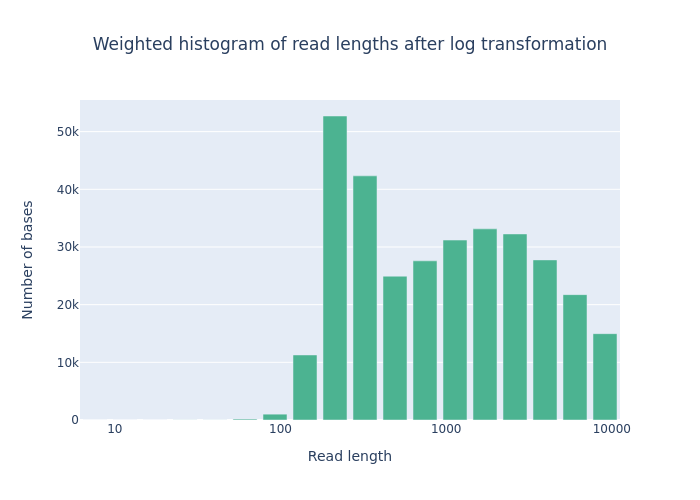 Weighted histogram of read lengths after log transformation
50k
40k
30k
20k
10k
0
Number of bases
10 100 1000 10000
Read length